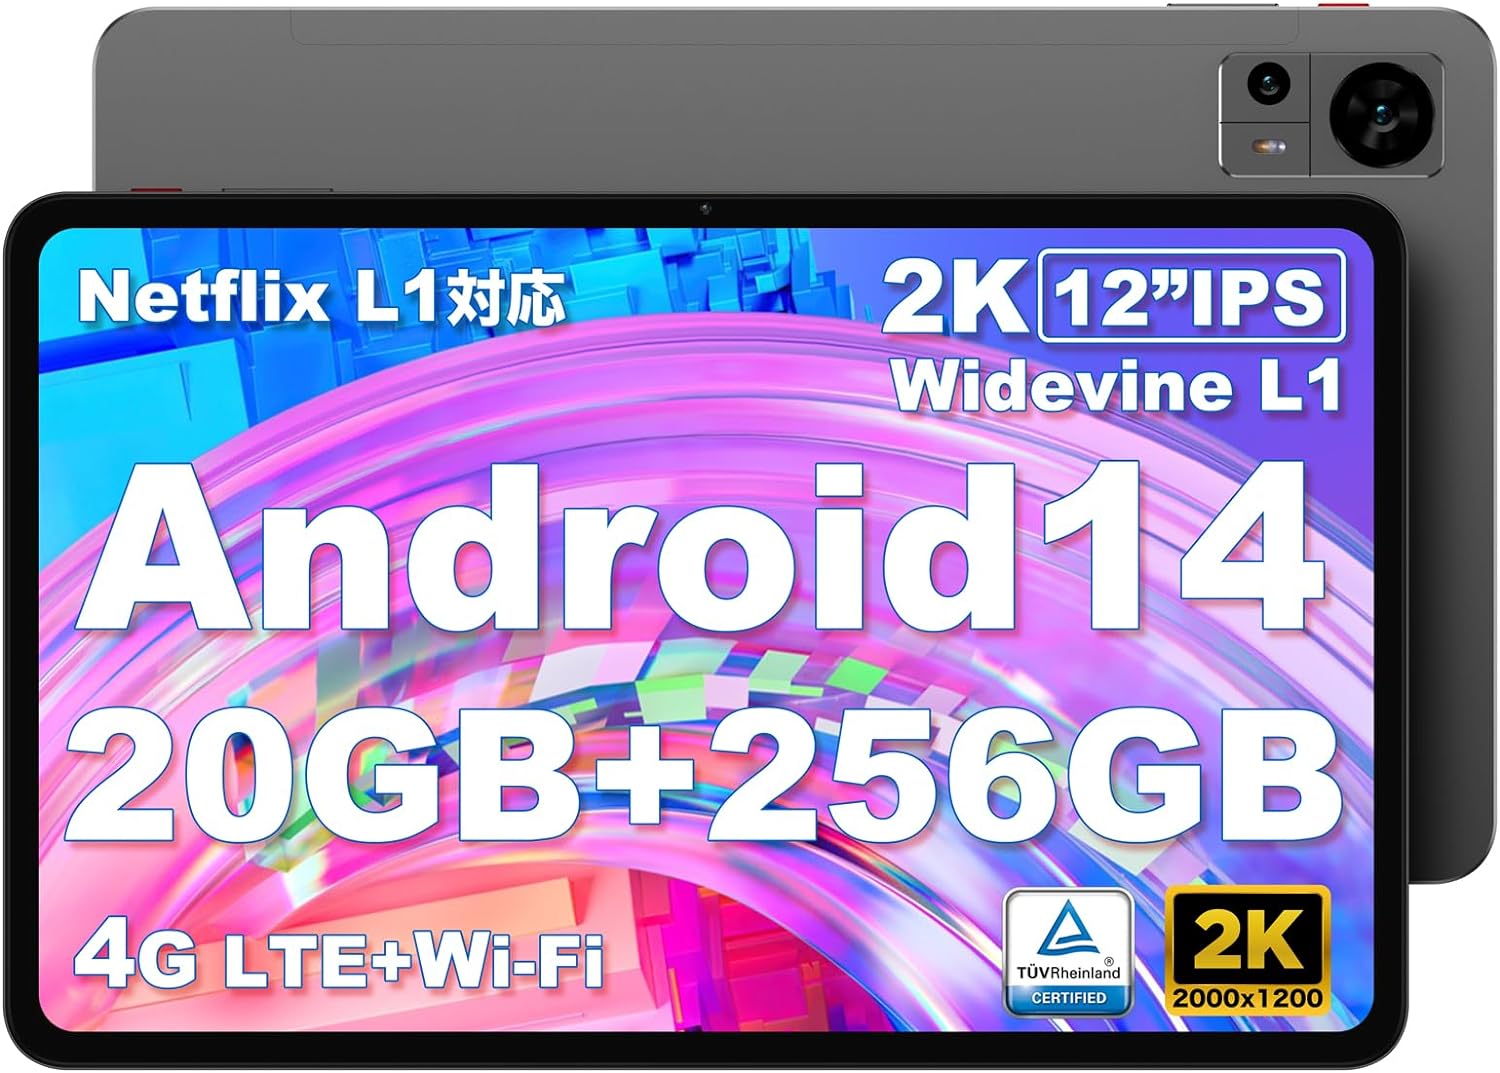 Netflix L1対応
2K 12”IPS
Widevine L1
Android14
20GB+256GB
4G LTE+Wi-Fi
TÜVRheinland®
CERTIFIED
2K
2000x1200